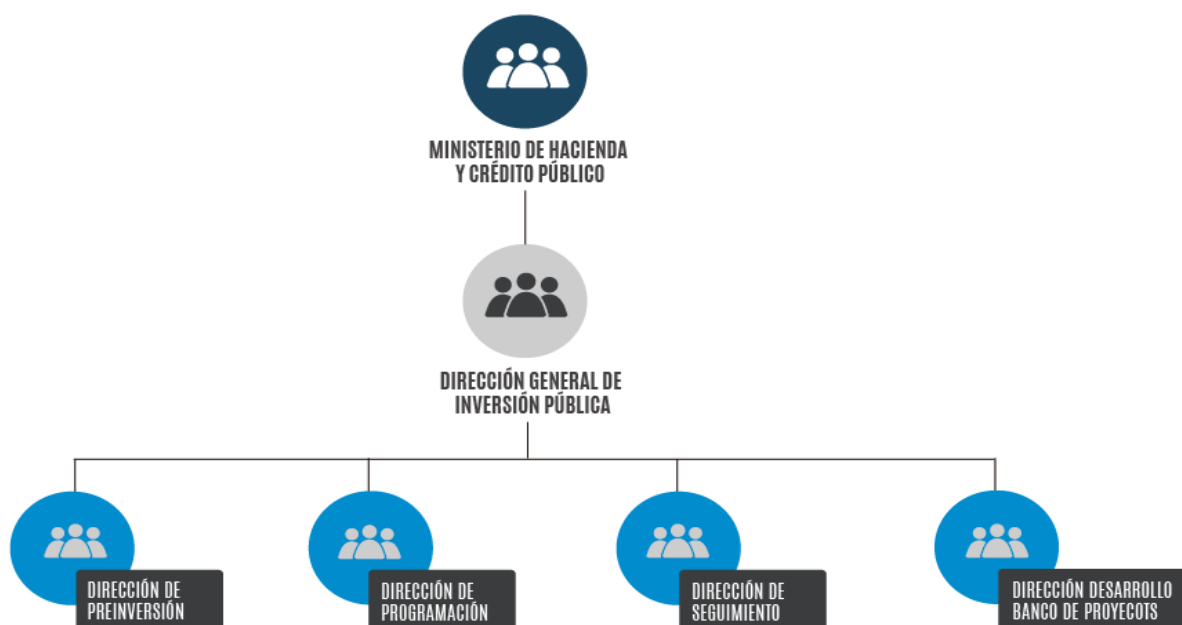 MINISTERIO DE HACIENDA
Y CRÉDITO PÚBLICO
DIRECCIÓN GENERAL DE
INVERSIÓN PÚBLICA
DIRECCIÓN DE
PREINVERSIÓN
DIRECCIÓN DE
PROGRAMACIÓN
DIRECCIÓN DE
SEGUIMIENTO
DIRECCIÓN DESARROLLO
BANCO DE PROYECOTS